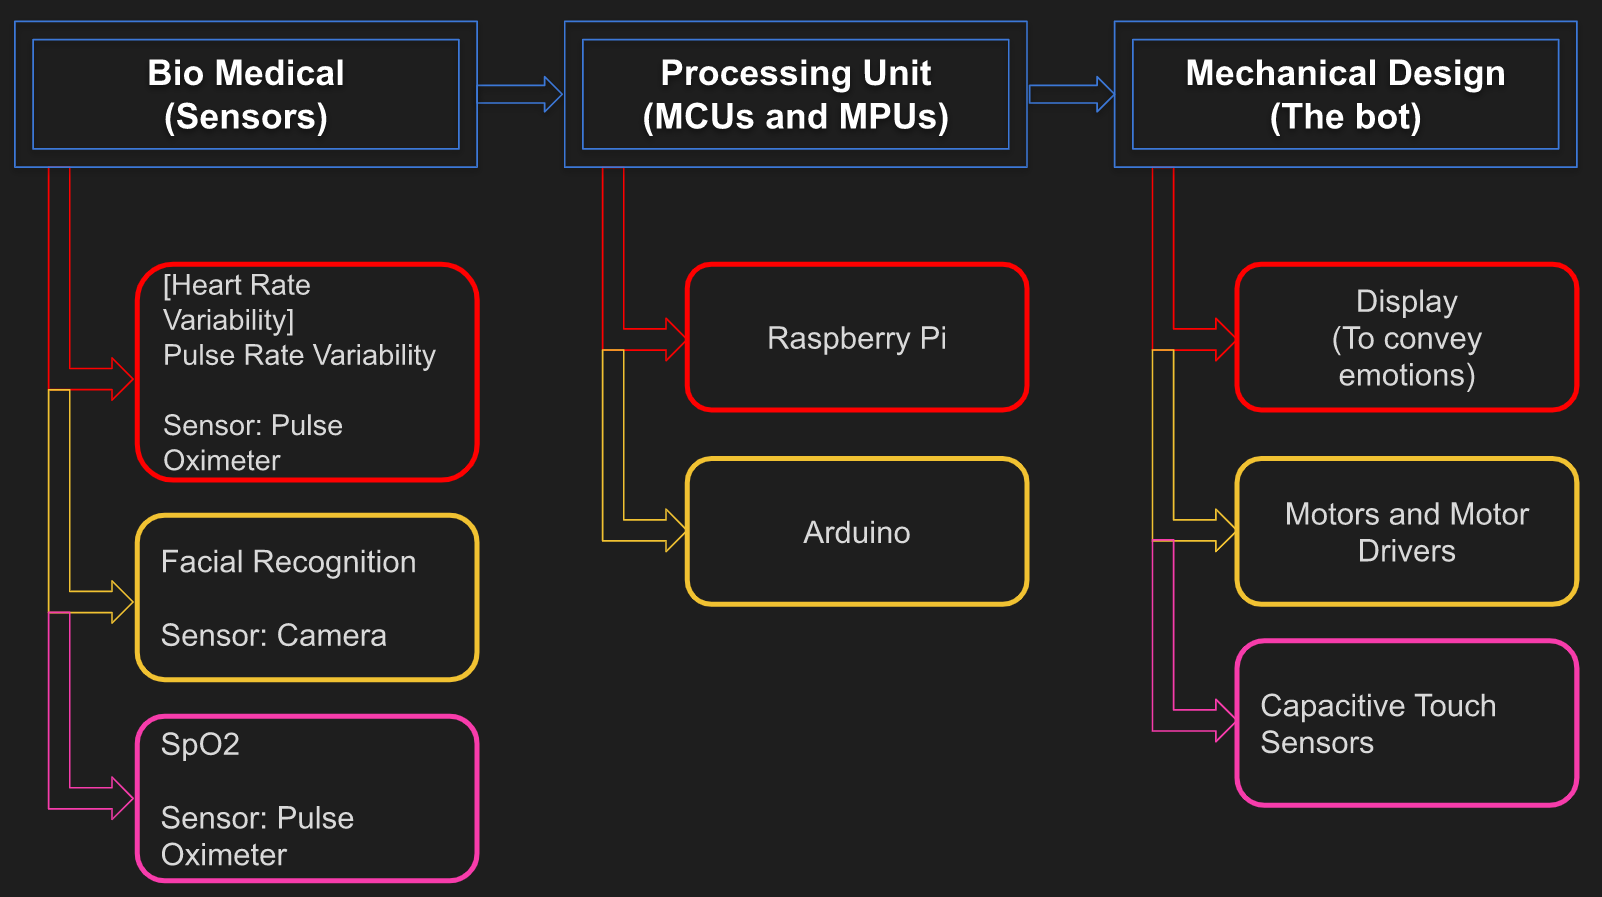 Bio Medical
(Sensors)
Processing Unit
(MCUs and MPUs)
Mechanical Design
(The bot)
[Heart Rate
Variability]
Pulse Rate Variability
Sensor: Pulse
Oximeter
Facial Recognition
Sensor: Camera
SpO2
Sensor: Pulse
Oximeter
Raspberry Pi
Arduino
Display
(To convey
emotions)
Motors and Motor
Drivers
Capacitive Touch
Sensors